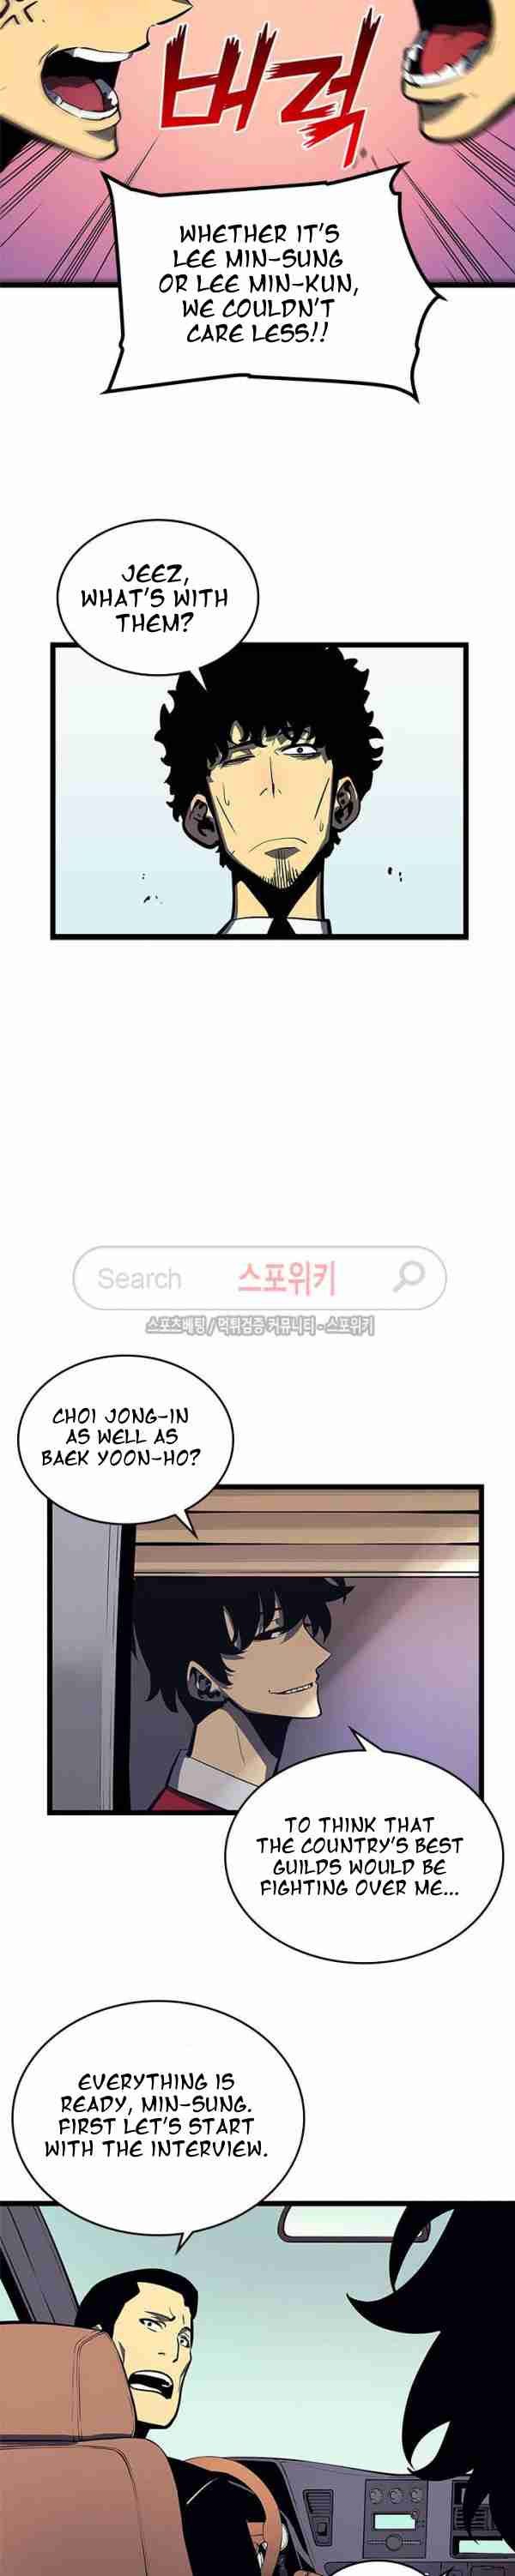 버럭
WHETHER IT'S
LEE MIN-SUNG
OR LEE MIN-KUN,
WE COULDN'T
CARE LESS!!
JEEZ,
WHAT'S WITH
THEM?
Search 스포위키
스포츠배팅 / 먹튀검증 커뮤니티 - 스포위키
CHOI JONG-IN
AS WELL AS
BAEK YOON-HO?
TO THINK THAT
THE COUNTRY'S BEST
GUILDS WOULD BE
FIGHTING OVER ME...
EVERYTHING IS
READY, MIN-SUNG.
FIRST LET'S START
WITH THE INTERVIEW.